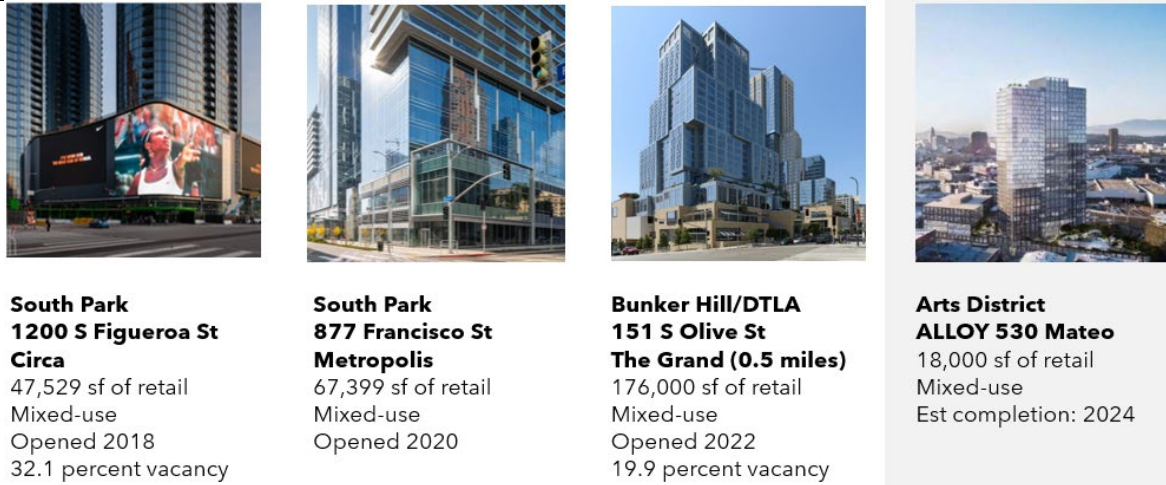 South Park
1200 S Figueroa St
Circa
47,529 sf of retail
Mixed-use
Opened 2018
32.1 percent vacancy
South Park
877 Francisco St
Metropolis
67,399 sf of retail
Mixed-use
Opened 2020
Bunker Hill/DTLA
151 S Olive St
The Grand (0.5 miles)
176,000 sf of retail
Mixed-use
Opened 2022
19.9 percent vacancy
Arts District
ALLOY 530 Mateo
18,000 sf of retail
Mixed-use
Est completion: 2024